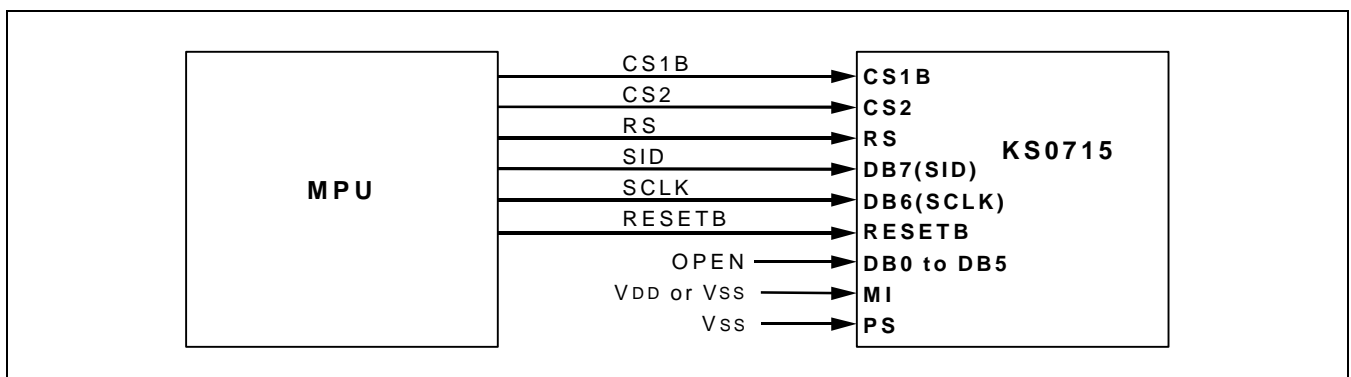 MPU
CS1B
CS2
RS
SID
SCLK
RESETB
OPEN
VDD or VSS
VSS
CS1B
CS2
RS
DB7(SID)
DB6(SCLK)
RESETB
DB0 to DB5
MI
PS
KS0715